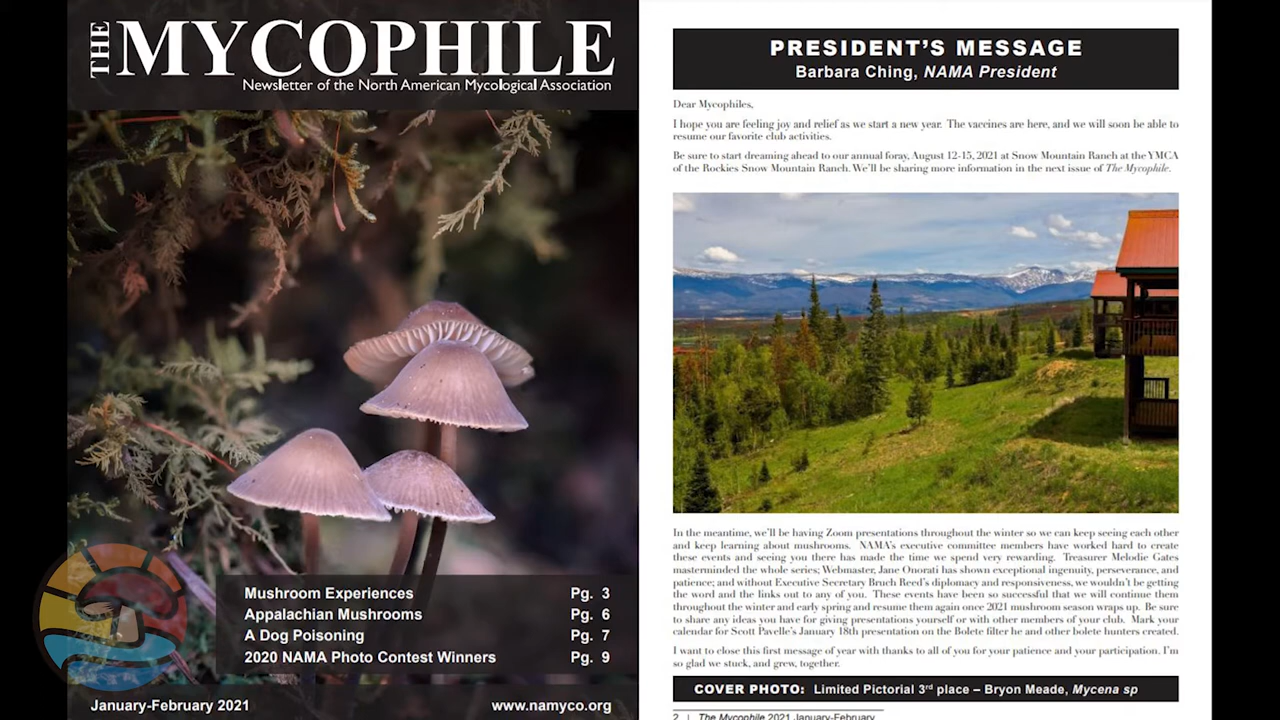 THE MYCOPHILE
Newsletter of the North American Mycological Association
Mushroom Experiences Pg. 3
Appalachian Mushrooms Pg. 6
A Dog Poisoning Pg. 7
2020 NAMA Photo Contest Winners Pg. 9
January-February 2021 www.namyco.org
PRESIDENT'S MESSAGE
Barbara Ching, NAMA President
Dear Mycophiles,
I hope you are feeling joy and relief as we start a new year. The vaccines are here, and we will soon be able to
resume our favorite club activities.
Be sure to start dreaming ahead to our annual foray, August 12-15, 2021 at Snow Mountain Ranch at the YMCA
of the Rockies Snow Mountain Ranch. We'll be sharing more information in the next issue of The Mycophile.
In the meantime, we'll be having Zoom presentations throughout the winter so we can keep seeing each other
and keep learning about mushrooms. NAMA's executive committee members have worked hard to create
these events and seeing you there has made the time we spend very rewarding. Treasurer Melodie Gates
masterminded the whole series; Webmaster, Jane Onorati has shown exceptional ingenuity, perseverance, and
patience; and without Executive Secretary Bruch Reed's diplomacy and responsiveness, we wouldn't be getting
the word and the links out to any of you. These events have been so successful that we will continue them
throughout the winter and early spring and resume them again once 2021 mushroom season wraps up. Be sure
to share any ideas you have for giving presentations yourself or with other members of your club. Mark your
calendar for Scott Pavelle's January 18th presentation on the Bolete filter he and other bolete hunters created.
I want to close this first message of year with thanks to all of you for your patience and your participation. I'm
so glad we stuck, and grew, together.
COVER PHOTO: Limited Pictorial 3rd place – Bryon Meade, Mycena sp
2 | The Mycophile 2021 January-February